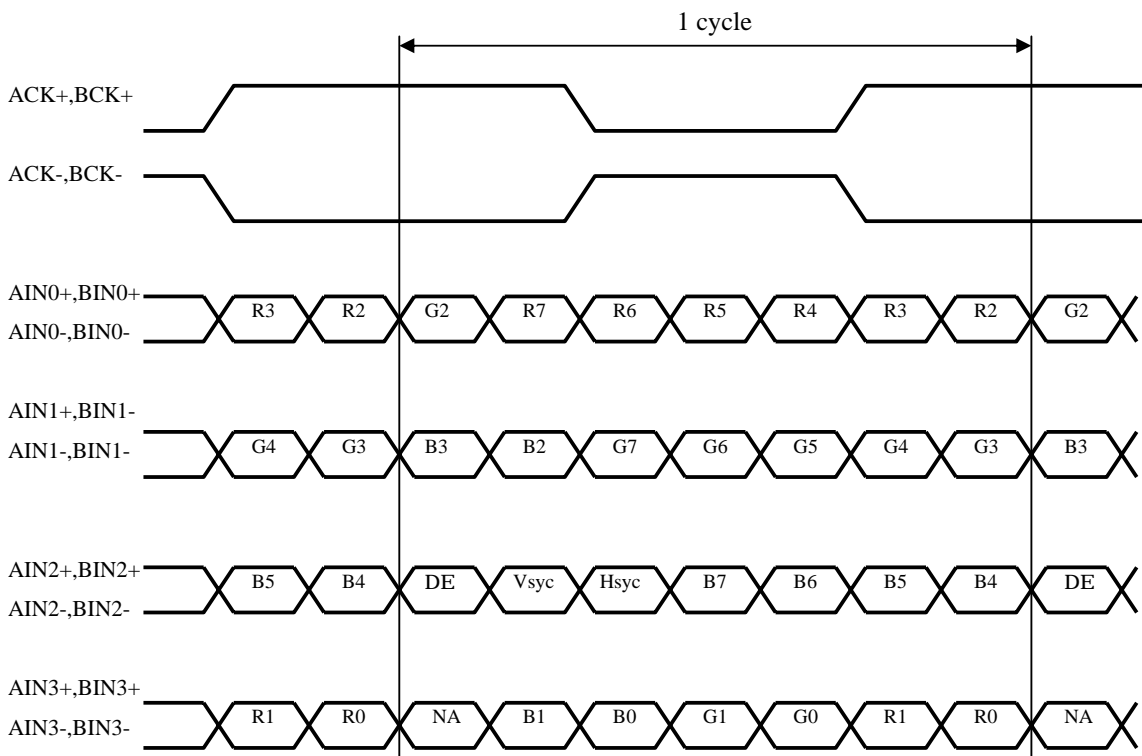 1 cycle
ACK+,BCK+
ACK-,BCK-
AIN0+,BIN0+
R3 R2 G2 R7 R6 R5 R4 R3 R2 G2
AIN0-,BIN0-
AIN1+,BIN1-
G4 G3 B3 B2 G7 G6 G5 G4 G3 B3
AIN1-,BIN1-
AIN2+,BIN2+
B5 B4 DE Vsyc Hsyc B7 B6 B5 B4 DE
AIN2-,BIN2-
AIN3+,BIN3+
R1 R0 NA B1 B0 G1 G0 R1 R0 NA
AIN3-,BIN3-